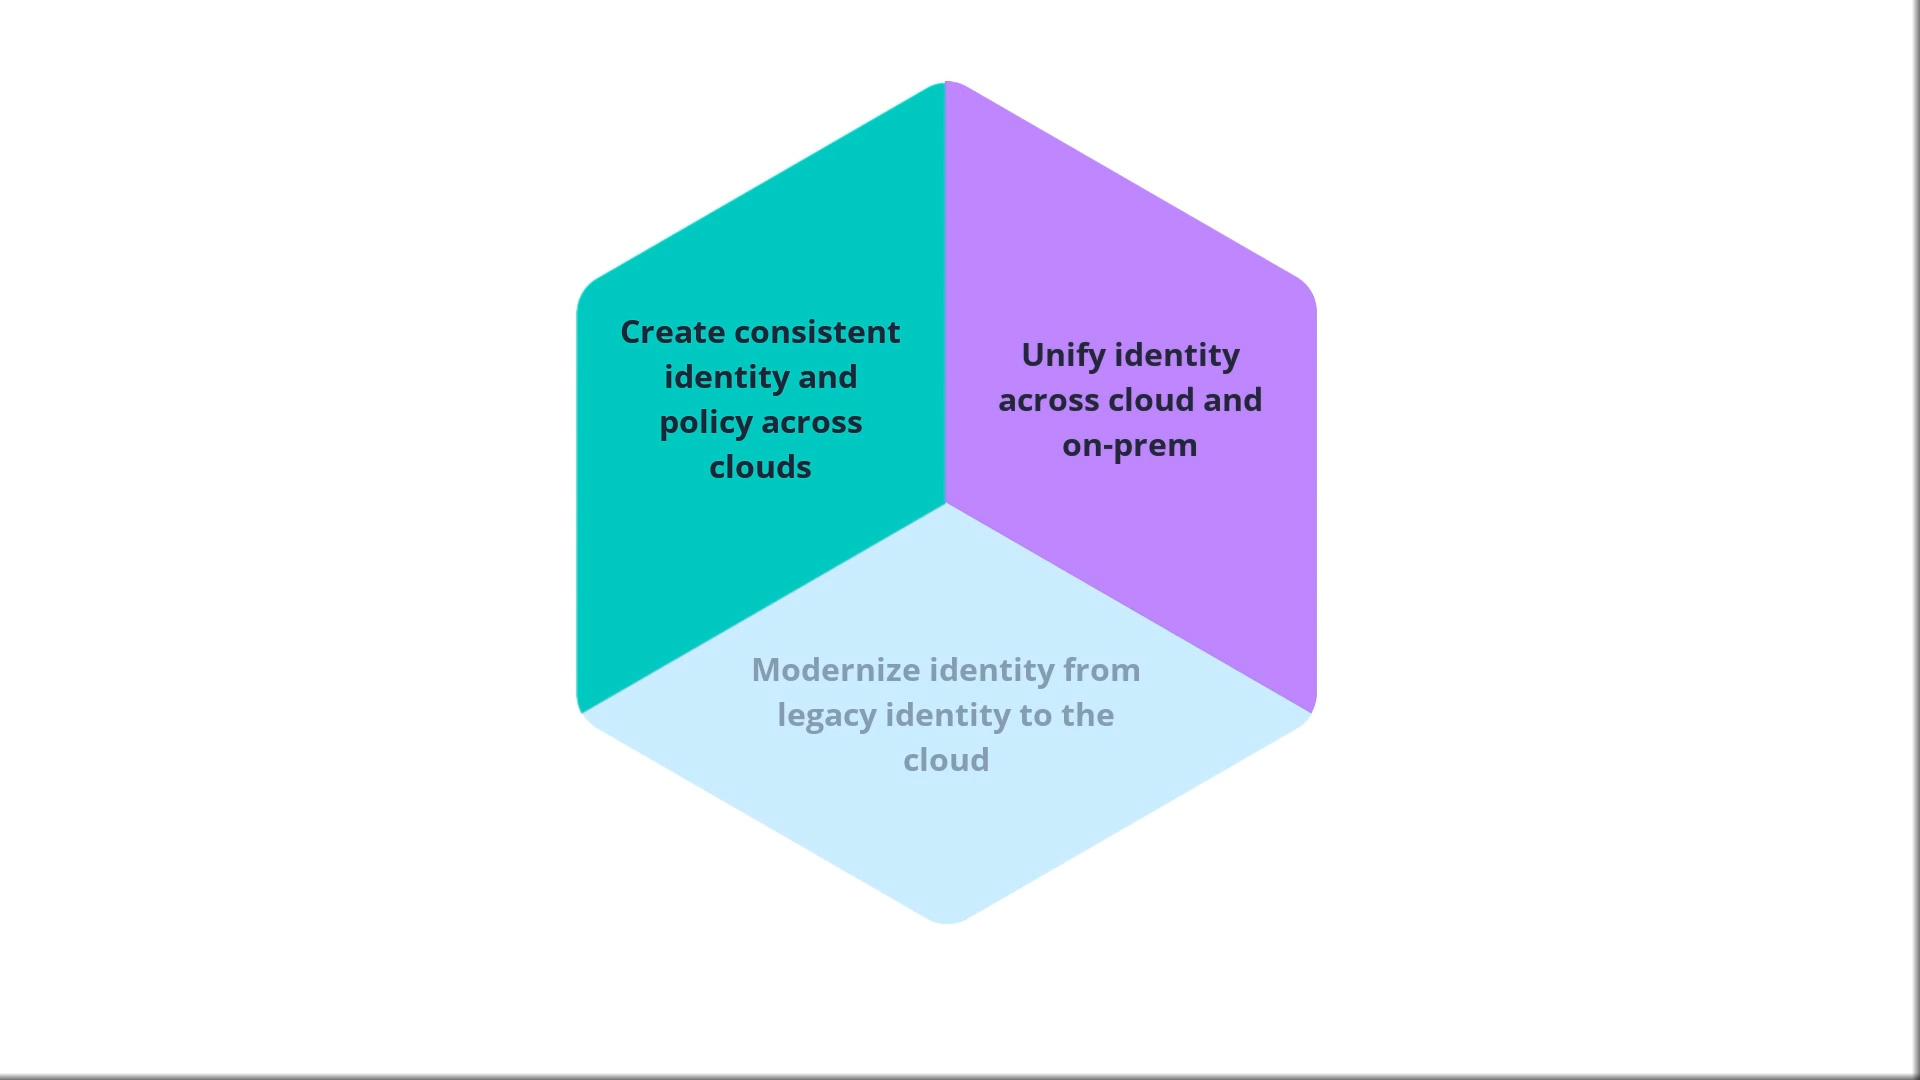 Create consistent
identity and
policy across
clouds
Unify identity
across cloud and
on-prem
Modernize identity from
legacy identity to the
cloud